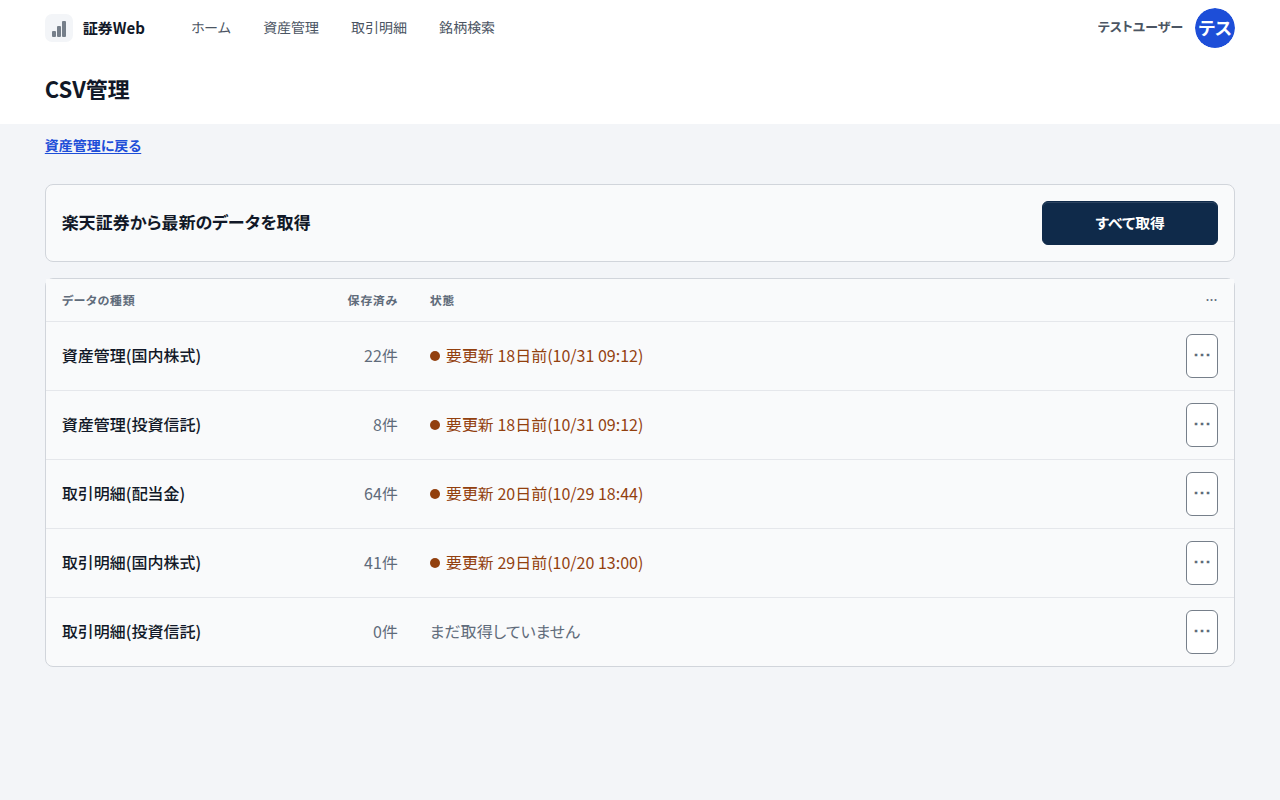 証券Web ホーム 資産管理 取引明細 銘柄検索 テストユーザー テス
CSV管理
資産管理に戻る
楽天証券から最新のデータを取得 すべて取得
データの種類 保存済み 状態 …
資産管理(国内株式) 22件 要更新 18日前(10/31 09:12) …
資産管理(投資信託) 8件 要更新 18日前(10/31 09:12) …
取引明細(配当金) 64件 要更新 20日前(10/29 18:44) …
取引明細(国内株式) 41件 要更新 29日前(10/20 13:00) …
取引明細(投資信託) 0件 まだ取得していません …